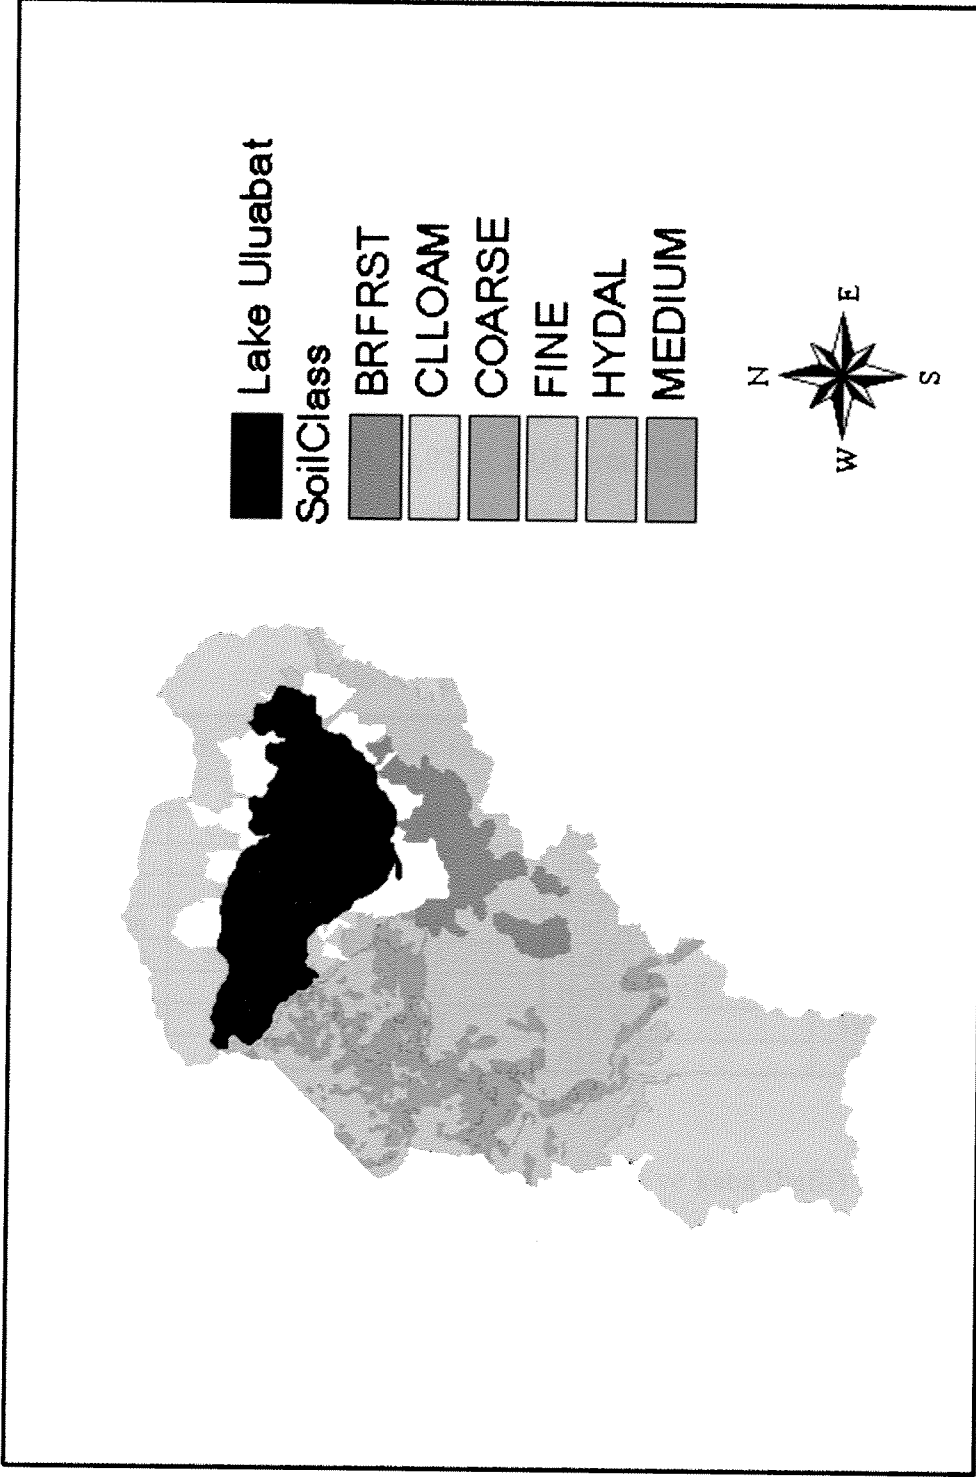 Lake Uluabat
SoilClass
BRFRST
CLLOAM
COARSE
FINE
HYDAL
MEDIUM
N
W E
S